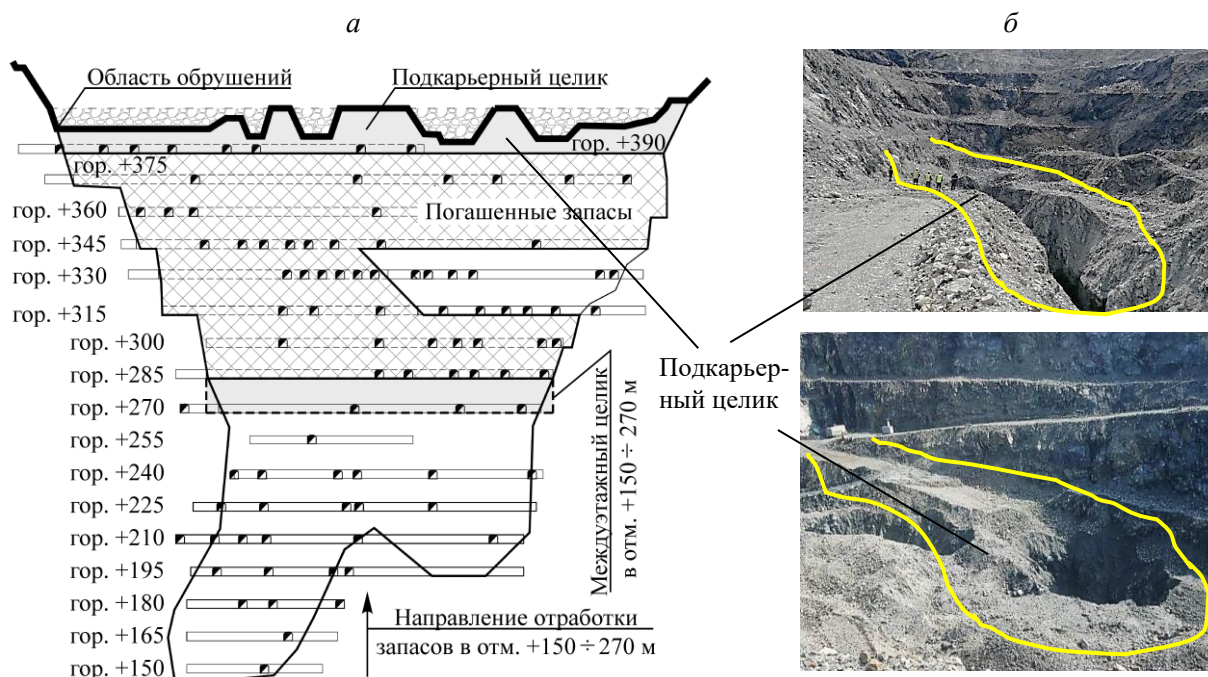 а
б
Область обрушений
Подкарьерный целик
гор. +390
гор. +375
гор. +360
Погашенные запасы
гор. +345
гор. +330
гор. +315
гор. +300
гор. +285
гор. +270
гор. +255
гор. +240
гор. +225
гор. +210
гор. +195
гор. +180
гор. +165
гор. +150
Междуэтажный целик
в отм. +150 ÷ 270 м
Направление отработки
запасов в отм. +150 ÷ 270 м
Подкарьер-
ный целик